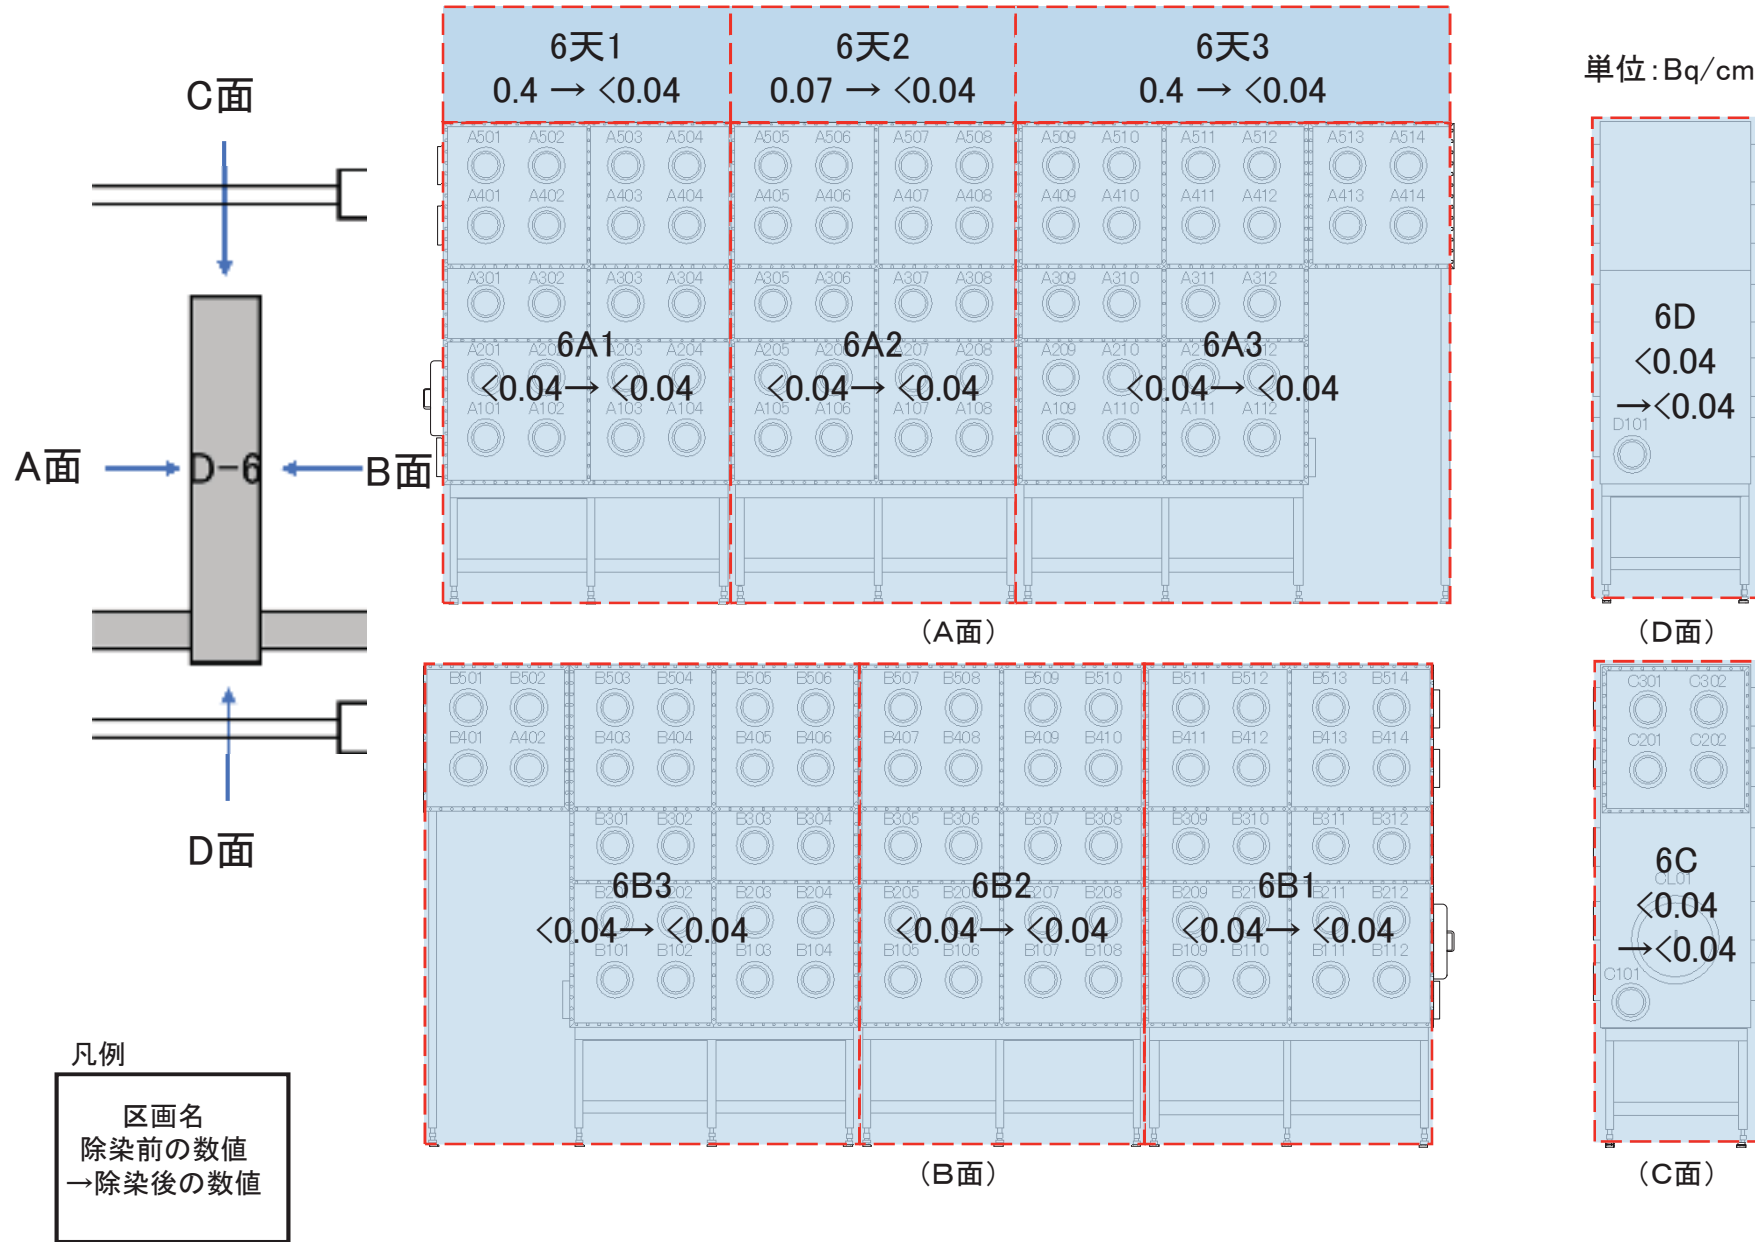 C面
A面
D-6
B面
D面
凡例
区画名
除染前の数値
→除染後の数値
単位:Bq/cm
6天1
0.4 → <0.04
6天2
0.07 → <0.04
6天3
0.4 → <0.04
A501 A502 A503 A504 A505 A506 A507 A508 A509 A510 A511 A512 A513 A514
A401 A402 A403 A404 A405 A406 A407 A408 A409 A410 A411 A412 A413 A414
A301 A302 A303 A304 A305 A306 A307 A308 A309 A310 A311 A312
6A1
<0.04→ <0.04
6A2
<0.04→ <0.04
6A3
<0.04→ <0.04
A201 A203 A204 A205 A208 A209 A210
A101 A102 A103 A104 A105 A106 A107 A108 A109 A110 A111 A112
(A面)
6D
<0.04
→<0.04
D101
(D面)
B501 B502 B503 B504 B505 B506 B507 B508 B509 B510 B511 B512 B513 B514
B401 A402 B403 B404 B405 B406 B407 B408 B409 B410 B411 B412 B413 B414
B301 B302 B303 B304 B305 B306 B307 B308 B309 B310 B311 B312
6B3
<0.04→ <0.04
6B2
<0.04→ <0.04
6B1
<0.04→ <0.04
B203 B204 B205 B207 B208 B209 B211 B212
B101 B102 B103 B104 B105 B106 B107 B108 B109 B110 B111 B112
(B面)
C301 C302
C201 C202
6C
CL01
<0.04
→<0.04
C101
(C面)